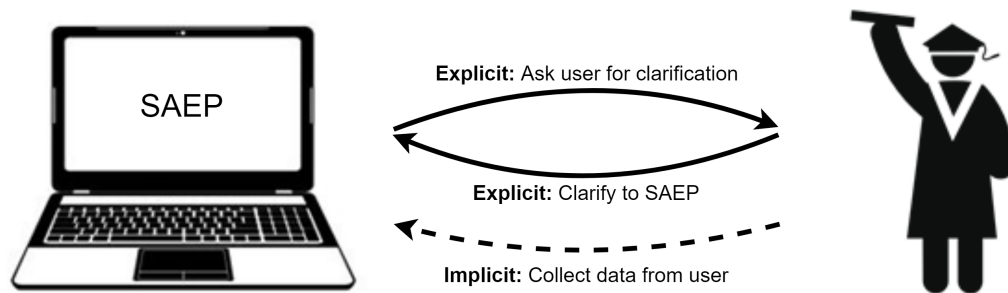 SAEP
Explicit: Ask user for clarification
Explicit: Clarify to SAEP
Implicit: Collect data from user